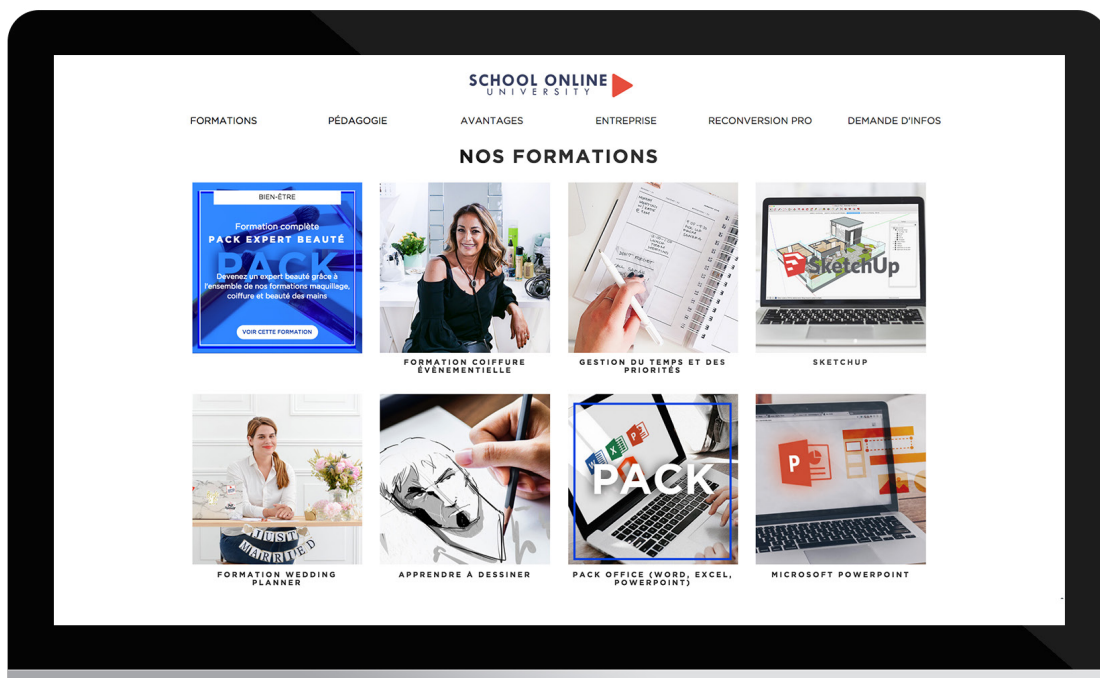 SCHOOL ONLINE
UNIVERSITY
FORMATIONS PÉDAGOGIE AVANTAGES ENTREPRISE RECONVERSION PRO DEMANDE D'INFOS
NOS FORMATIONS
BIEN-ÊTRE
Formation complète
PACK EXPERT BEAUTÉ
PACK
Devenez un expert beauté grâce à
l'ensemble de nos formations maquillage,
coiffure et beauté des mains
VOIR CETTE FORMATION
FORMATION COIFFURE
ÉVÈNEMENTIELLE
GESTION DU TEMPS ET DES
PRIORITÉS
SketchUp
SKETCHUP
JUST
MARRIED
FORMATION WEDDING
PLANNER
APPRENDRE A DESSINER
PACK
PACK OFFICE (WORD, EXCEL,
POWERPOINT)
P
MICROSOFT POWERPOINT